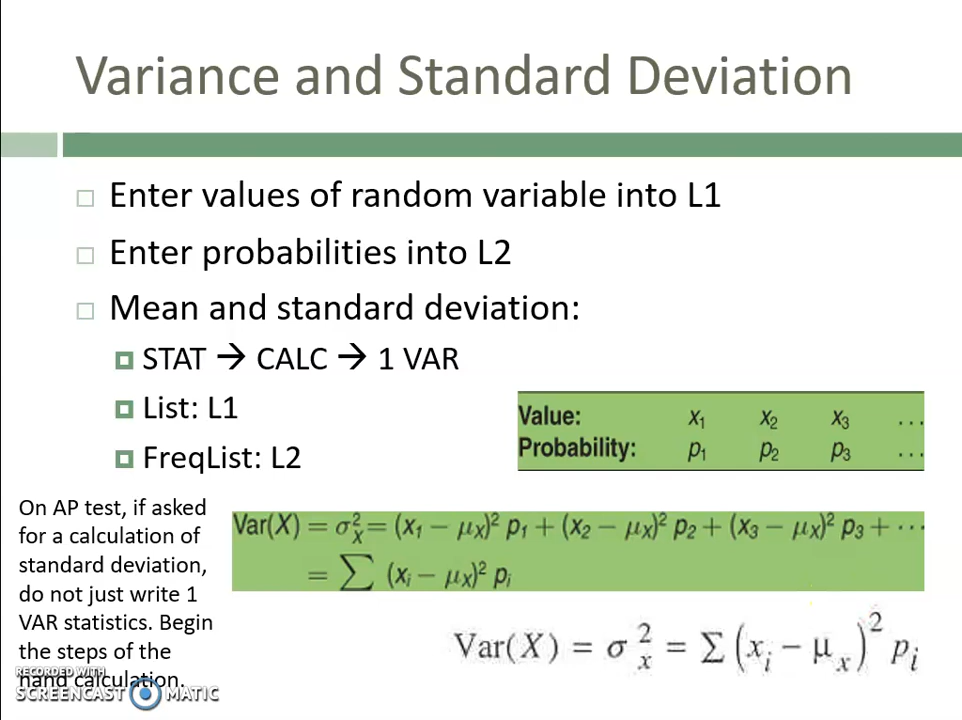 Variance and Standard Deviation
Enter values of random variable into L1
Enter probabilities into L2
Mean and standard deviation:
STAT → CALC → 1 VAR
List: L1
FreqList: L2
Value: x₁ x₂ x₃ ...
Probability: p₁ p₂ p₃ ...
On AP test, if asked
for a calculation of
standard deviation,
do not just write 1
VAR statistics. Begin
the steps of the
hand calculation.
Var(X) = σ²ₓ = (x₁ − μₓ)² p₁ + (x₂ − μₓ)² p₂ + (x₃ − μₓ)² p₃ + ⋯
= ∑ (xᵢ − μₓ)² pᵢ
Var(X) = σ²ₓ = Σ (xᵢ − μₓ)² pᵢ
RECORDED WITH
SCREENCAST MATIC